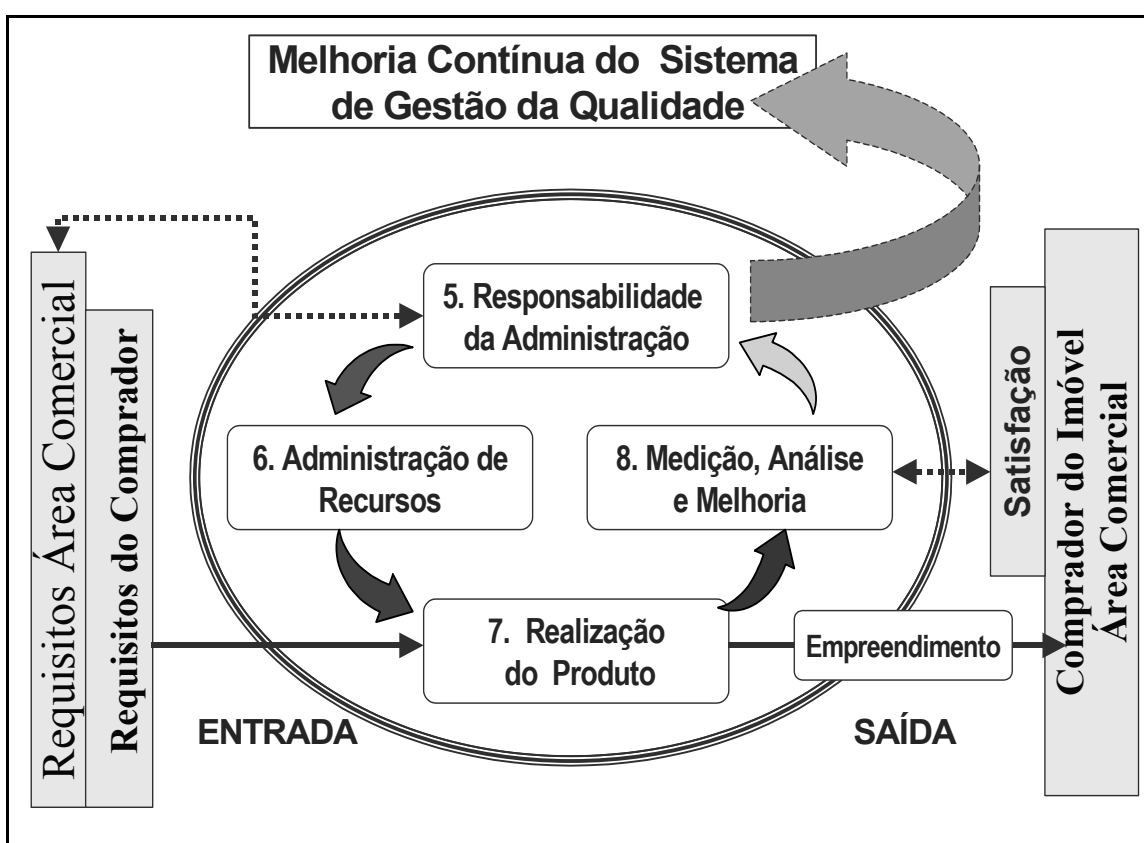 Melhoria Contínua do Sistema
de Gestão da Qualidade
Requisitos Área Comercial
Requisitos do Comprador
5. Responsabilidade
da Administração
6. Administração de
Recursos
8. Medição, Análise
e Melhoria
7. Realização
do Produto
Empreendimento
ENTRADA
SAÍDA
Satisfação
Comprador do Imóvel
Área Comercial